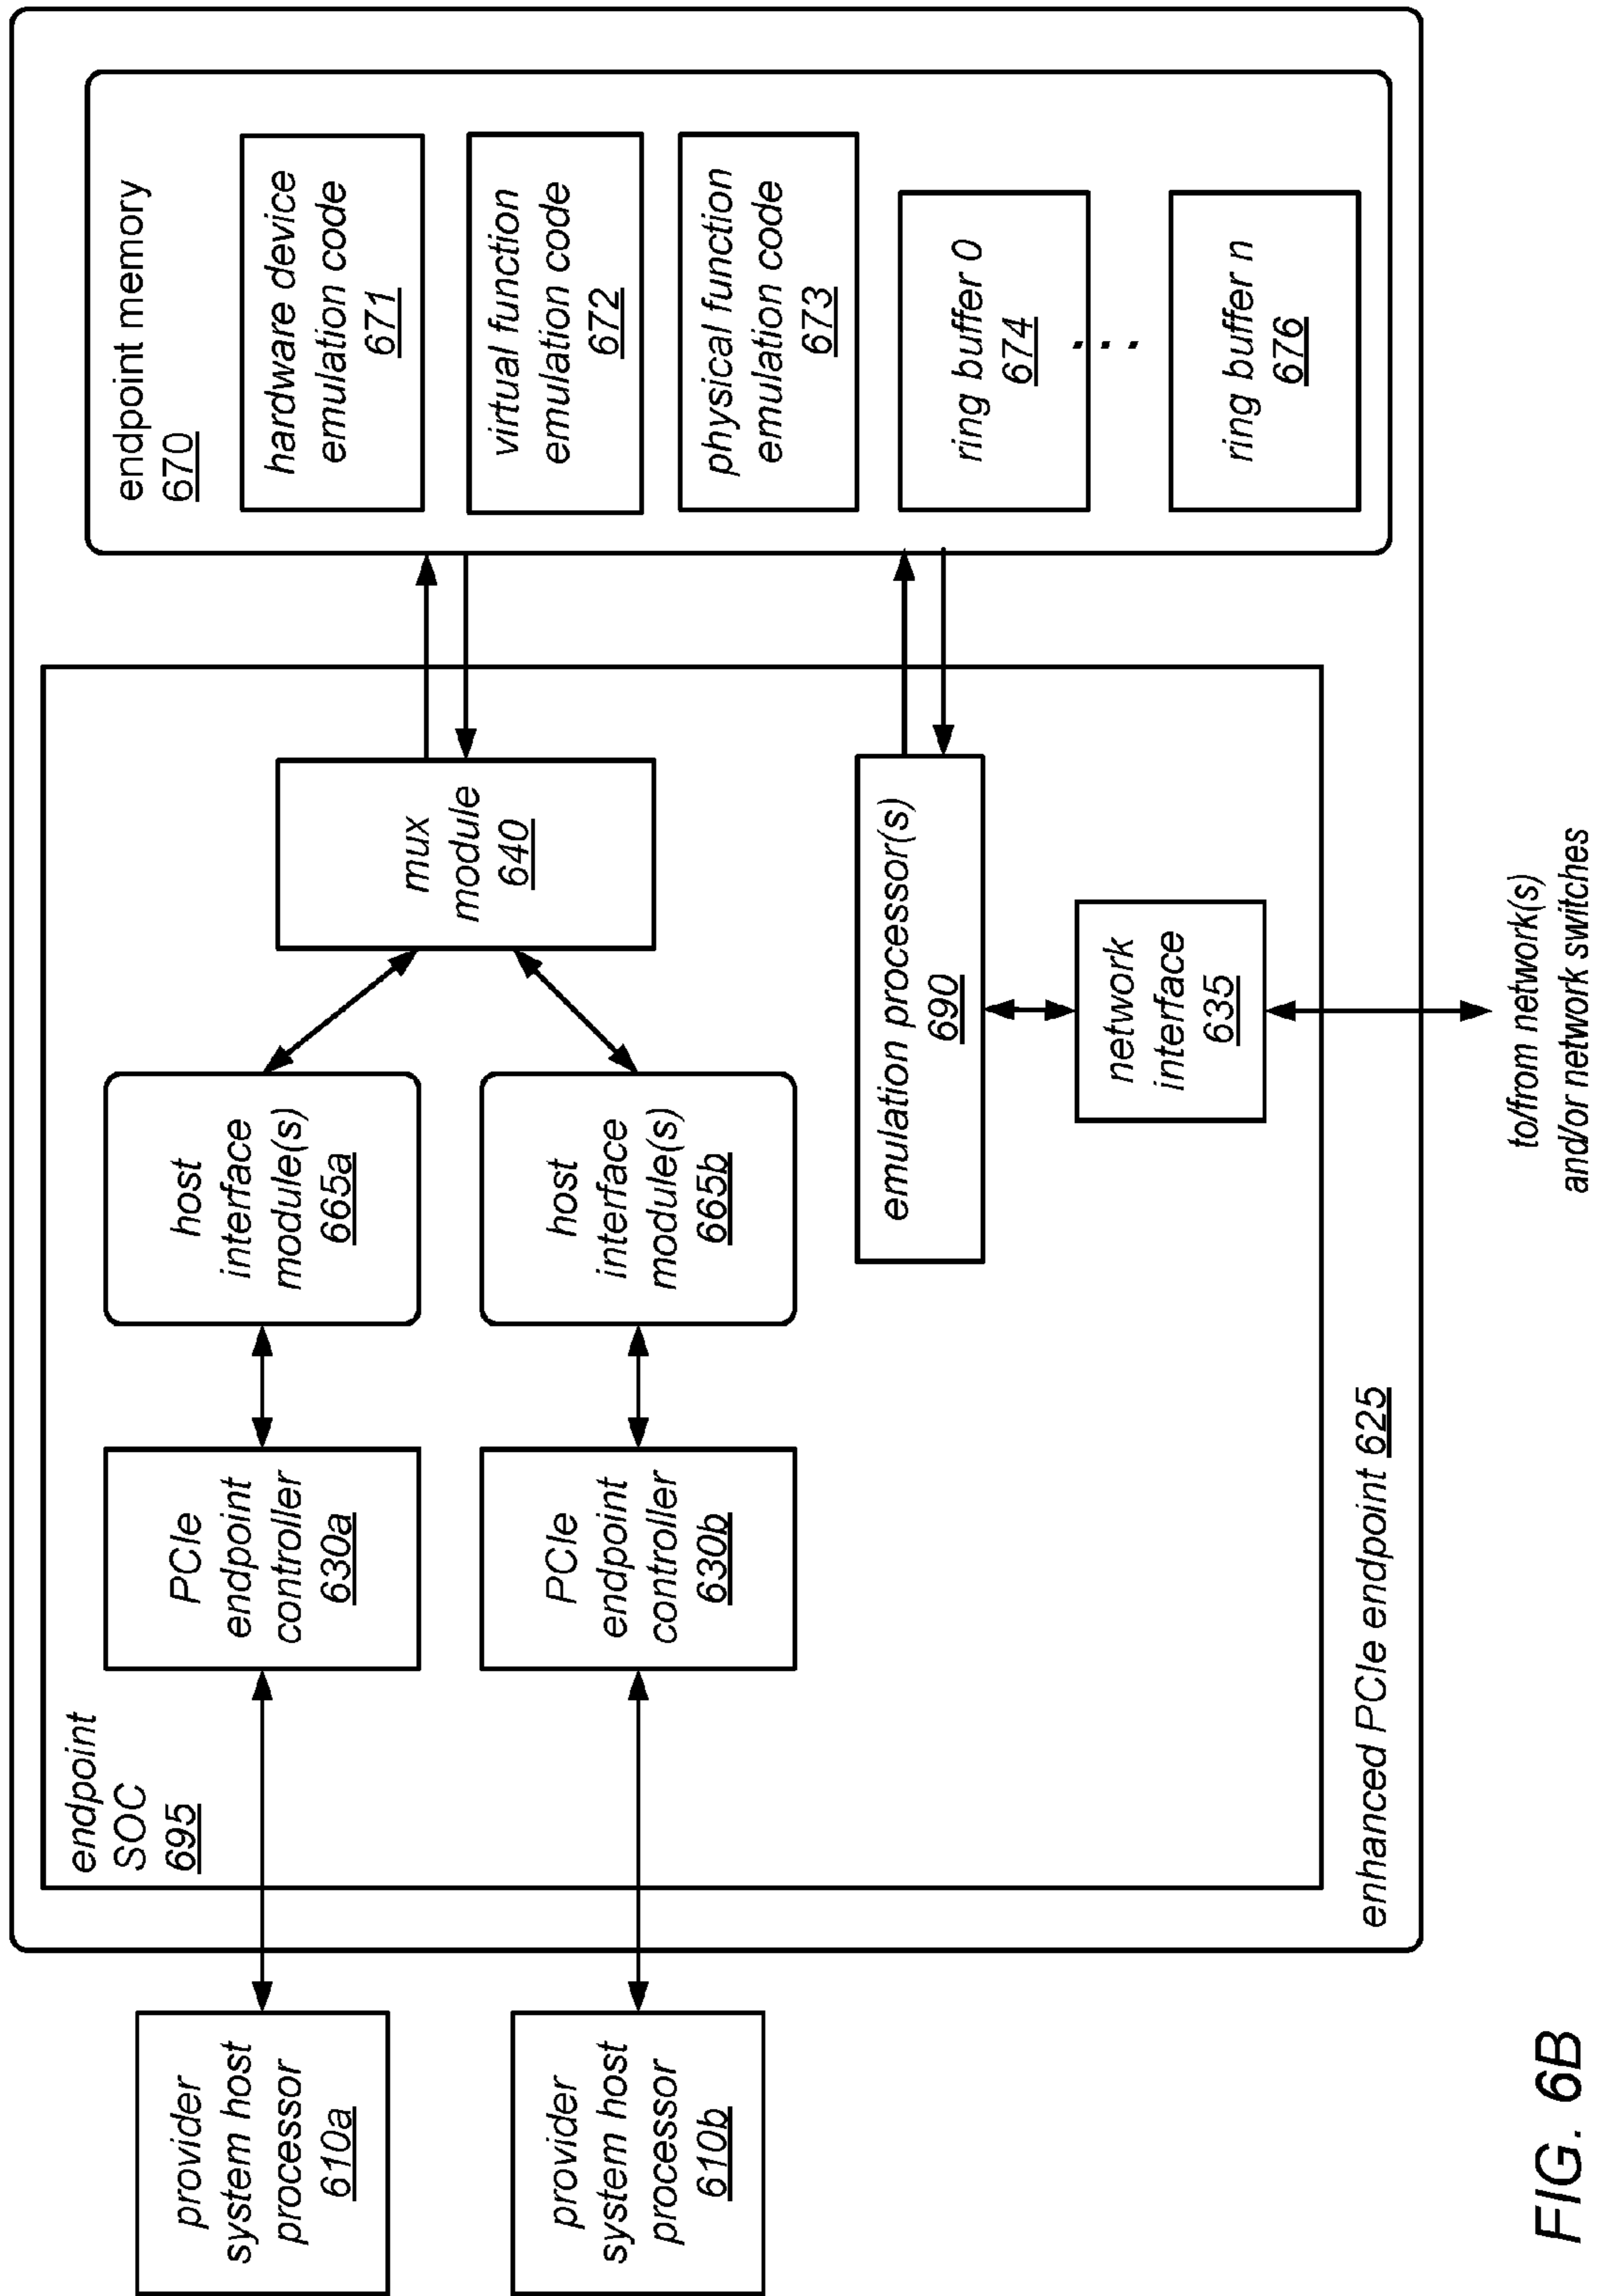 provider
system host
processor
610a
provider
system host
processor
610b
endpoint
SOC
695
PCIe
endpoint
controller
630a
PCIe
endpoint
controller
630b
host
interface
module(s)
665a
host
interface
module(s)
665b
mux
module
640
emulation processor(s)
690
network
interface
635
endpoint memory
670
hardware device
emulation code
671
virtual function
emulation code
672
physical function
emulation code
673
ring buffer 0
674
...
ring buffer n
676
enhanced PCIe endpoint 625
to/from network(s)
and/or network switches
FIG. 6B